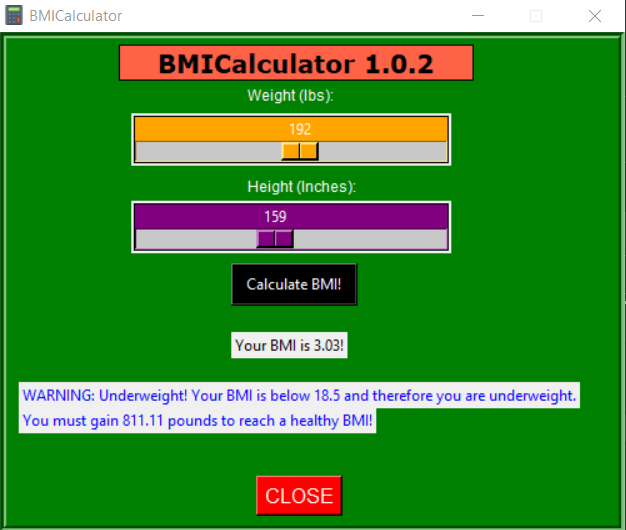 BMICalculator
BMICalculator 1.0.2
Weight (lbs):
192
Height (Inches):
159
Calculate BMI!
Your BMI is 3.03!
WARNING: Underweight! Your BMI is below 18.5 and therefore you are underweight.
You must gain 811.11 pounds to reach a healthy BMI!
CLOSE